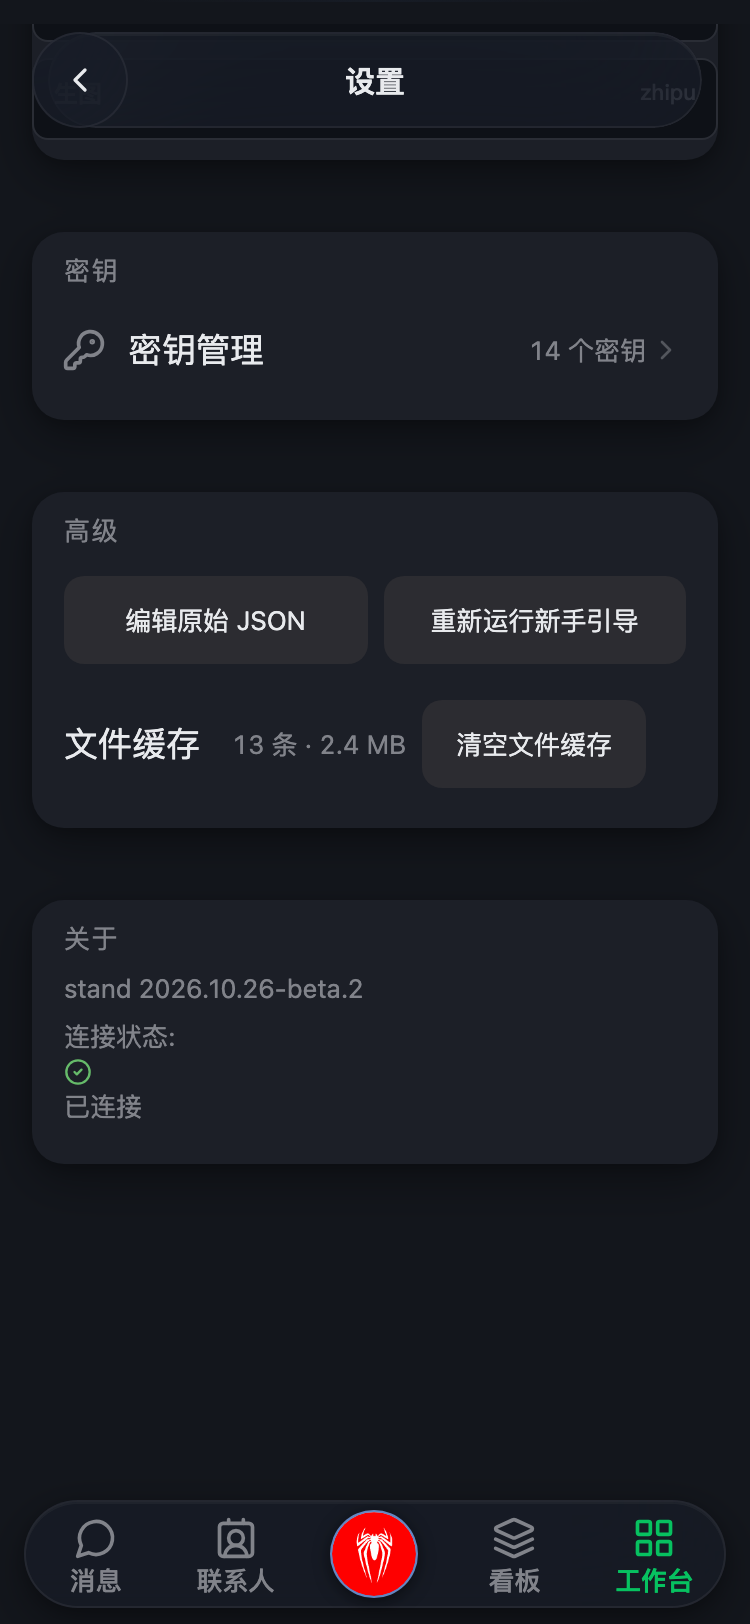 设置
生图 zhipu
密钥
密钥管理 14 个密钥
高级
编辑原始 JSON 重新运行新手引导
文件缓存 13 条 · 2.4 MB 清空文件缓存
关于
stand 2026.10.26-beta.2
连接状态:
已连接
消息 联系人 看板 工作台